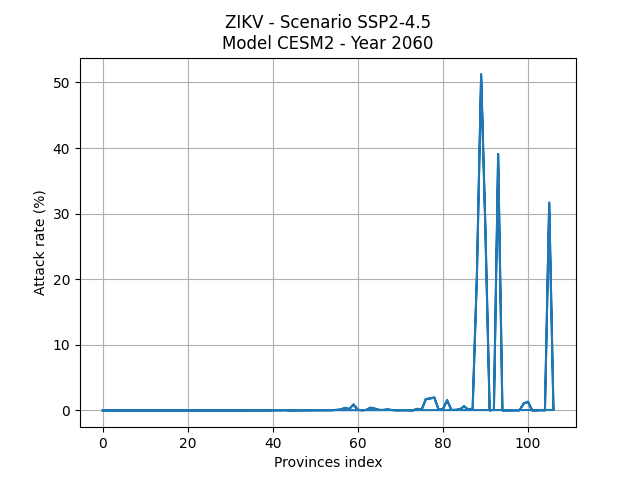 ZIKV - Scenario SSP2-4.5
Model CESM2 - Year 2060
50
40
30
20
10
0
Attack rate (%)
0 20 40 60 80 100
Provinces index